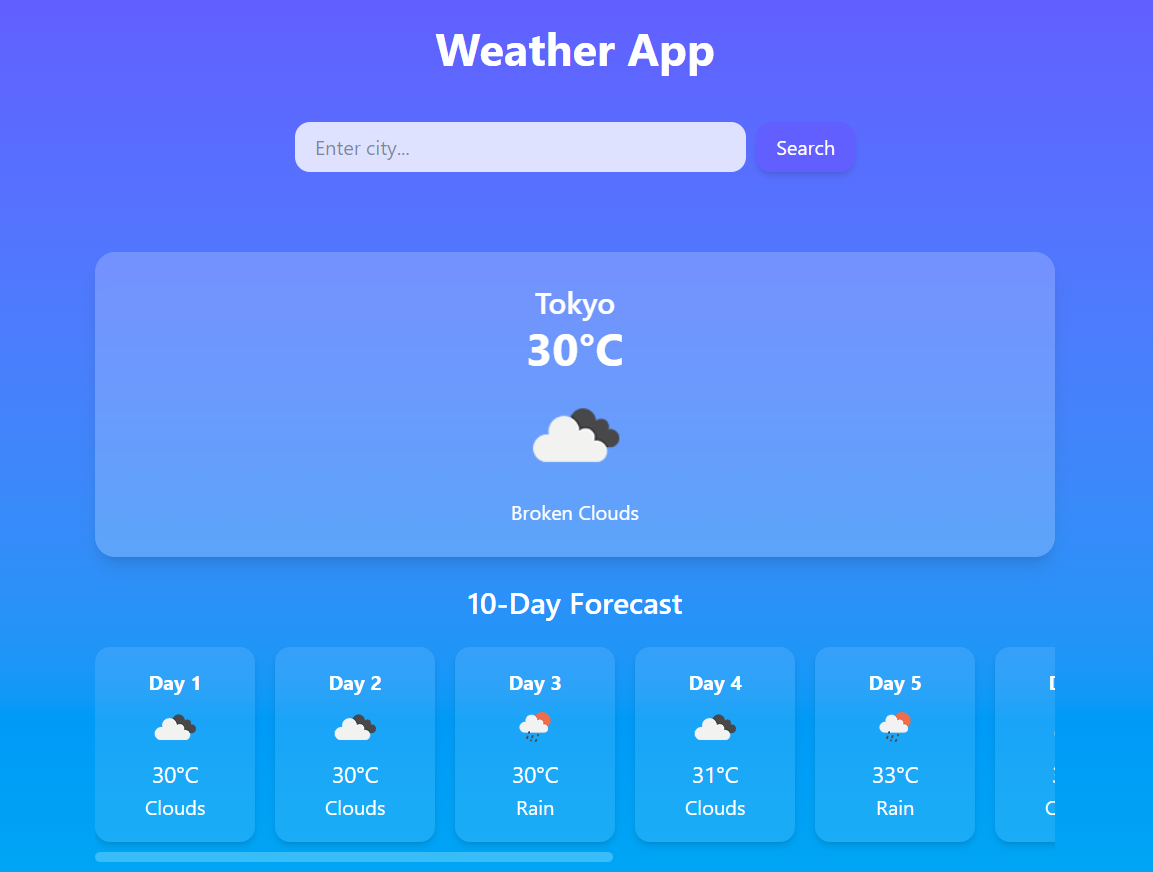 Weather App
Enter city...
Search
Tokyo
30°C
Broken Clouds
10-Day Forecast
Day 1
30°C
Clouds
Day 2
30°C
Clouds
Day 3
30°C
Rain
Day 4
31°C
Clouds
Day 5
33°C
Rain